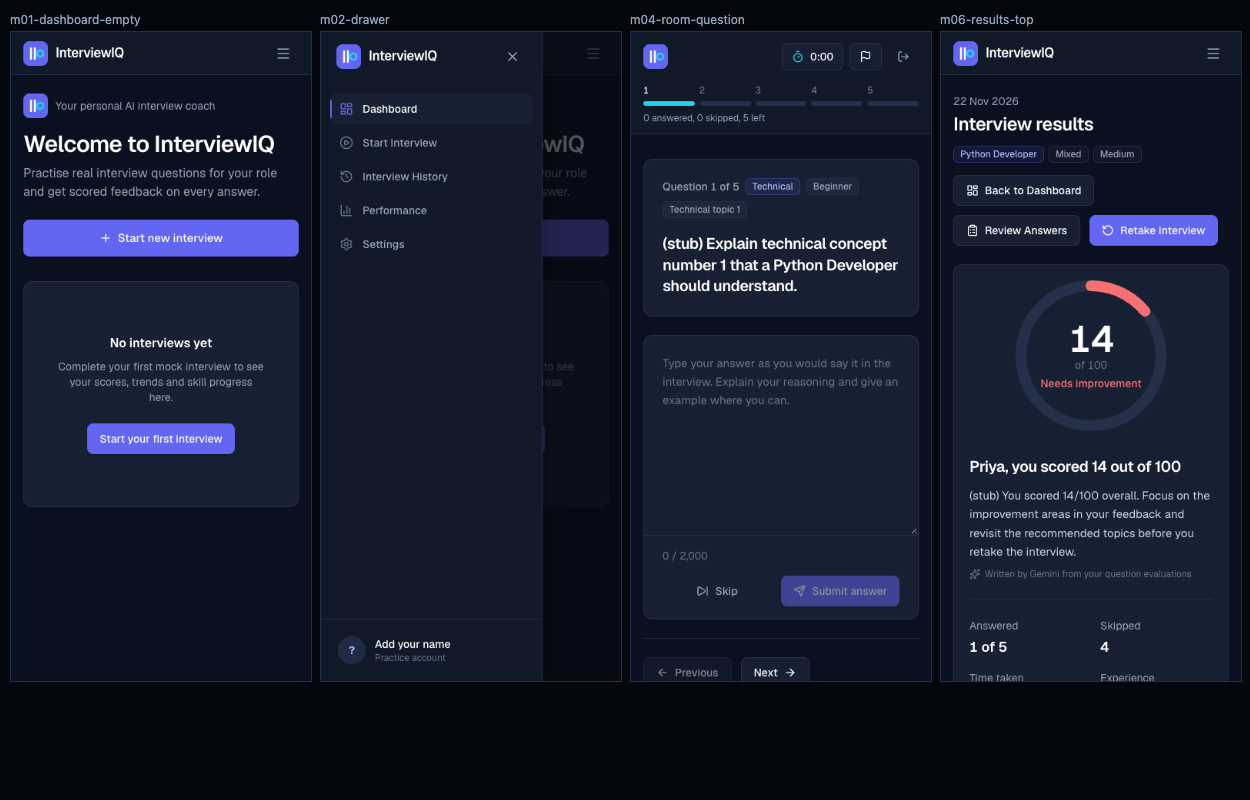 m01-dashboard-empty
InterviewIQ
Your personal AI interview coach
Welcome to InterviewIQ
Practise real interview questions for your role
and get scored feedback on every answer.
+ Start new interview
No interviews yet
Complete your first mock interview to see
your scores, trends and skill progress
here.
Start your first interview
m02-drawer
InterviewIQ
Dashboard
Start Interview
Interview History
Performance
Settings
? Add your name
Practice account
wIQ
our role
swer.
to see
ress
m04-room-question
0:00
1 2 3 4 5
0 answered, 0 skipped, 5 left
Question 1 of 5 Technical Beginner
Technical topic 1
(stub) Explain technical concept
number 1 that a Python Developer
should understand.
Type your answer as you would say it in the
interview. Explain your reasoning and give an
example where you can.
0 / 2,000
Skip Submit answer
← Previous Next →
m06-results-top
InterviewIQ
22 Nov 2026
Interview results
Python Developer Mixed Medium
Back to Dashboard
Review Answers Retake Interview
14
of 100
Needs improvement
Priya, you scored 14 out of 100
(stub) You scored 14/100 overall. Focus on the
improvement areas in your feedback and
revisit the recommended topics before you
retake the interview.
Written by Gemini from your question evaluations
Answered Skipped
1 of 5 4
Time taken Experience